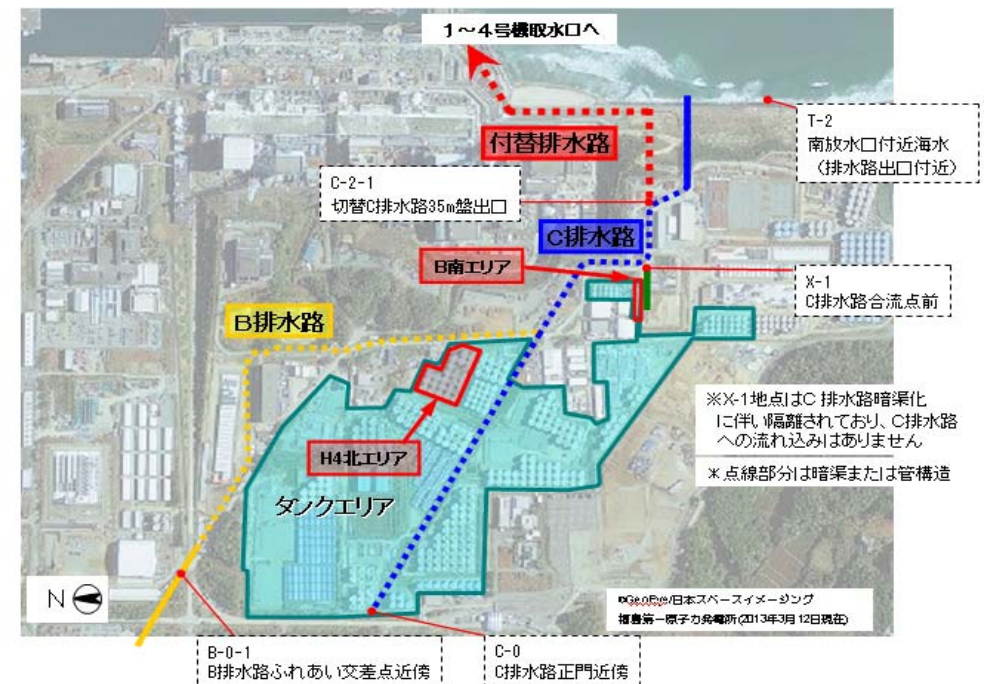 1～4号機取水口へ
付替排水路
T-2
南放水口付近海水
(排水路出口付近)
C-2-1
切替C排水路35m盤出口
C排水路
B南エリア
X-1
C排水路合流点前
B排水路
※X-1地点はC排水路暗渠化
に伴い隔離されており、C排水路
への流れ込みはありません
H4北エリア
＊点線部分は暗渠または管構造
タンクエリア
N
©GeoEye/日本スペースイメージング
福島第一原子力発電所(2013年3月12日現在)
B-0-1
B排水路ふれあい交差点近傍
C-0
C排水路正門近傍